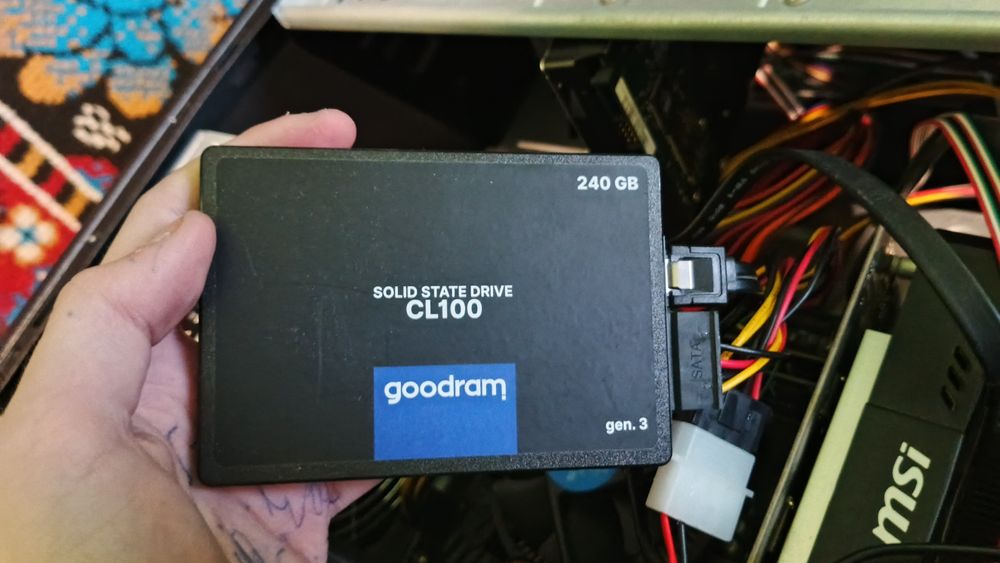 240 GB
SOLID STATE DRIVE
CL100
goodram
gen. 3
SATA
msi